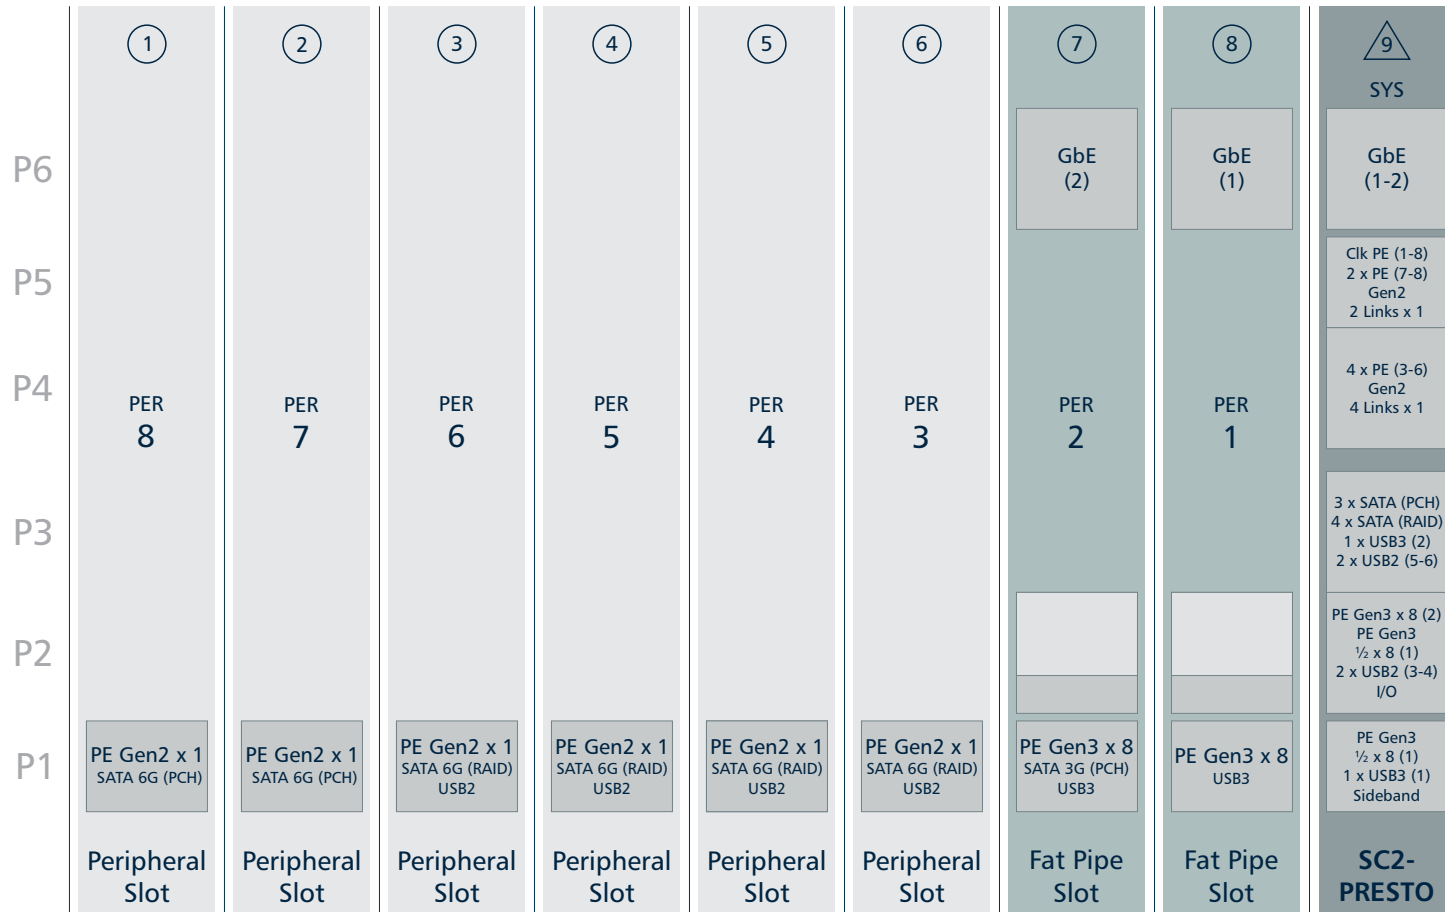 1
2
3
4
5
6
7
8
9
SYS
P6
GbE
(2)
GbE
(1)
GbE
(1-2)
P5
Clk PE (1-8)
2 x PE (7-8)
Gen2
2 Links x 1
P4
PER
8
PER
7
PER
6
PER
5
PER
4
PER
3
PER
2
PER
1
4 x PE (3-6)
Gen2
4 Links x 1
P3
3 x SATA (PCH)
4 x SATA (RAID)
1 x USB3 (2)
2 x USB2 (5-6)
P2
PE Gen3 x 8 (2)
PE Gen3
½ x 8 (1)
2 x USB2 (3-4)
I/O
P1
PE Gen2 x 1
SATA 6G (PCH)
PE Gen2 x 1
SATA 6G (PCH)
PE Gen2 x 1
SATA 6G (RAID)
USB2
PE Gen2 x 1
SATA 6G (RAID)
USB2
PE Gen2 x 1
SATA 6G (RAID)
USB2
PE Gen2 x 1
SATA 6G (RAID)
USB2
PE Gen3 x 8
SATA 3G (PCH)
USB3
PE Gen3 x 8
USB3
PE Gen3
½ x 8 (1)
1 x USB3 (1)
Sideband
Peripheral
Slot
Peripheral
Slot
Peripheral
Slot
Peripheral
Slot
Peripheral
Slot
Peripheral
Slot
Fat Pipe
Slot
Fat Pipe
Slot
SC2-
PRESTO